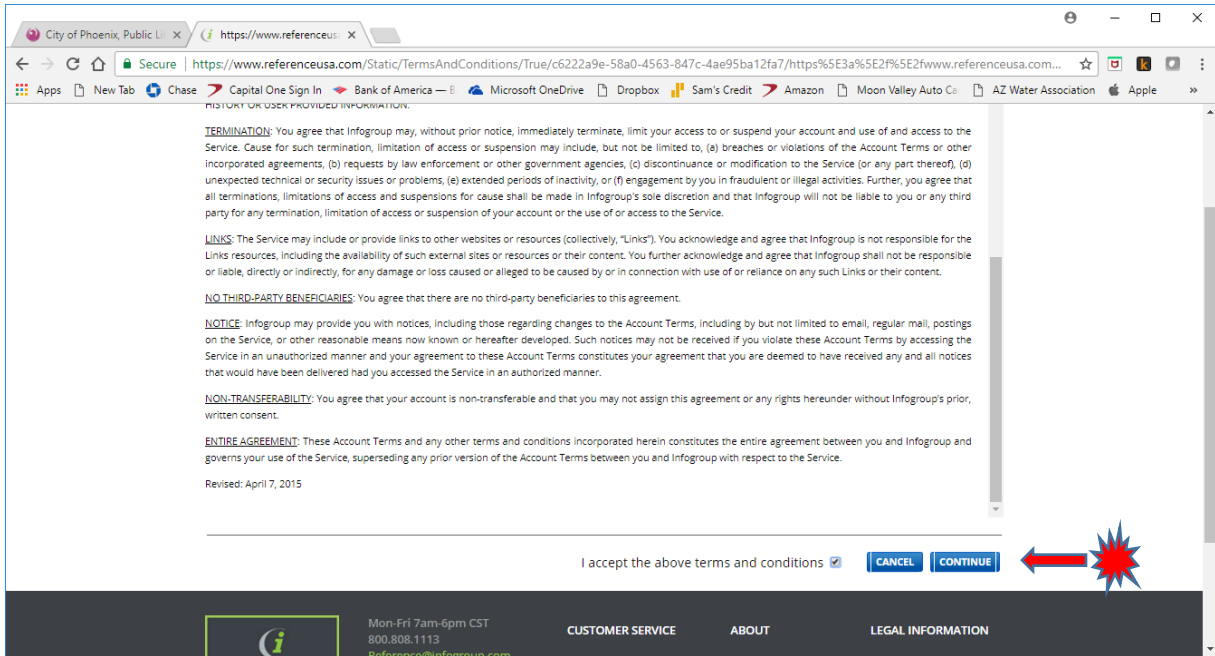 City of Phoenix, Public Li
https://www.referenceusa
Secure | https://www.referenceusa.com/Static/TermsAndConditions/True/c6222a9e-58a0-4563-847c-4ae95ba12fa7/https%5E3a%5E2f%5E2fwww.referenceusa.com...
Apps New Tab Chase Capital One Sign In Bank of America — B Microsoft OneDrive Dropbox Sam's Credit Amazon Moon Valley Auto Ca AZ Water Association Apple »
HISTORY OR USER PROVIDED INFORMATION.
TERMINATION: You agree that Infogroup may, without prior notice, immediately terminate, limit your access to or suspend your account and use of and access to the
Service. Cause for such termination, limitation of access or suspension may include, but not be limited to, (a) breaches or violations of the Account Terms or other
incorporated agreements, (b) requests by law enforcement or other government agencies, (c) discontinuance or modification to the Service (or any part thereof), (d)
unexpected technical or security issues or problems, (e) extended periods of inactivity, or (f) engagement by you in fraudulent or illegal activities. Further, you agree that
all terminations, limitations of access and suspensions for cause shall be made in Infogroup's sole discretion and that Infogroup will not be liable to you or any third
party for any termination, limitation of access or suspension of your account or the use of or access to the Service.
LINKS: The Service may include or provide links to other websites or resources (collectively, “Links”). You acknowledge and agree that Infogroup is not responsible for the
Links resources, including the availability of such external sites or resources or their content. You further acknowledge and agree that Infogroup shall not be responsible
or liable, directly or indirectly, for any damage or loss caused or alleged to be caused by or in connection with use of or reliance on any such Links or their content.
NO THIRD-PARTY BENEFICIARIES: You agree that there are no third-party beneficiaries to this agreement.
NOTICE: Infogroup may provide you with notices, including those regarding changes to the Account Terms, including by but not limited to email, regular mail, postings
on the Service, or other reasonable means now known or hereafter developed. Such notices may not be received if you violate these Account Terms by accessing the
Service in an unauthorized manner and your agreement to these Account Terms constitutes your agreement that you are deemed to have received any and all notices
that would have been delivered had you accessed the Service in an authorized manner.
NON-TRANSFERABILITY: You agree that your account is non-transferable and that you may not assign this agreement or any rights hereunder without Infogroup's prior,
written consent.
ENTIRE AGREEMENT: These Account Terms and any other terms and conditions incorporated herein constitutes the entire agreement between you and Infogroup and
governs your use of the Service, superseding any prior version of the Account Terms between you and Infogroup with respect to the Service.
Revised: April 7, 2015
I accept the above terms and conditions CANCEL CONTINUE
Mon-Fri 7am-6pm CST
800.808.1113
Reference@infogroup.com
CUSTOMER SERVICE ABOUT LEGAL INFORMATION